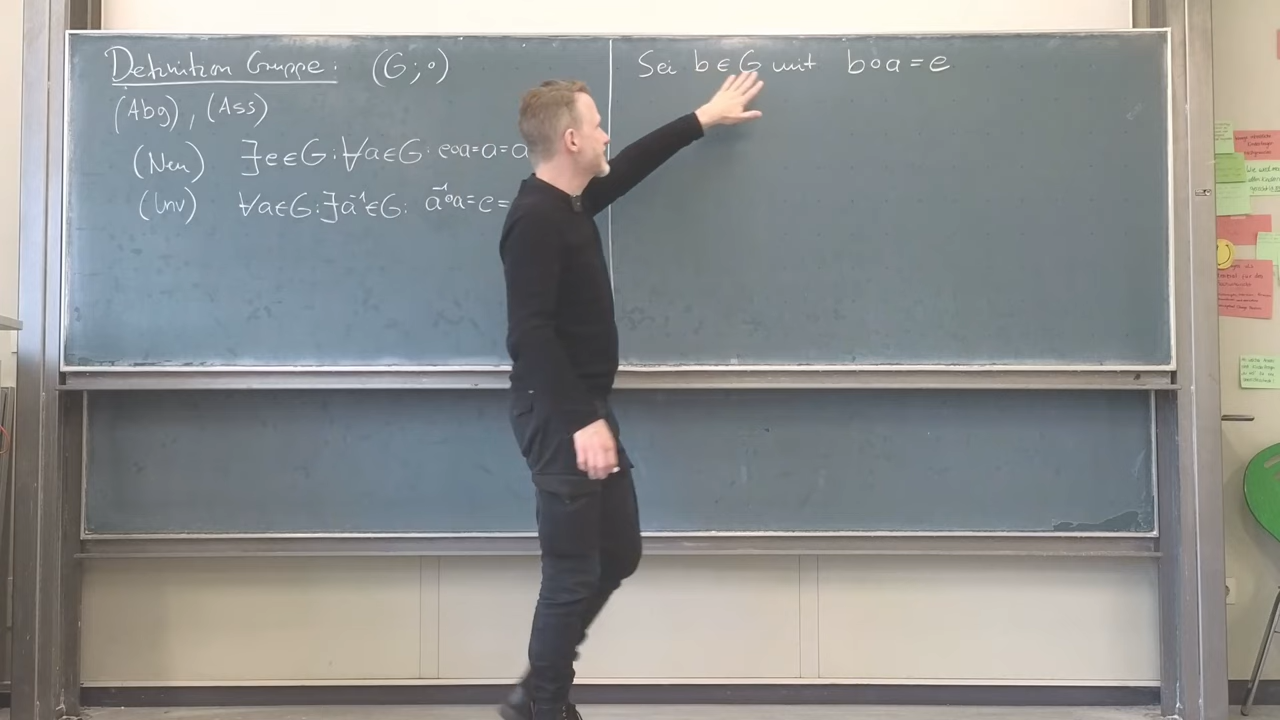 Definition Gruppe: (G;∘)
(Abg), (Ass)
(Neu) ∃e∈G:∀a∈G: e∘a=a=a
(Inv) ∀a∈G:∃a⁻¹∈G: a⁻¹∘a=e=
Sei b∈G mit b∘a=e